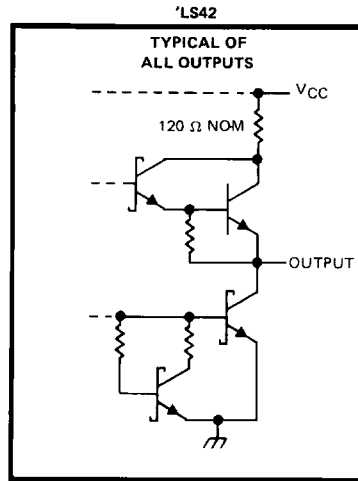 'LS42
TYPICAL OF
ALL OUTPUTS
VCC
120 Ω NOM
OUTPUT